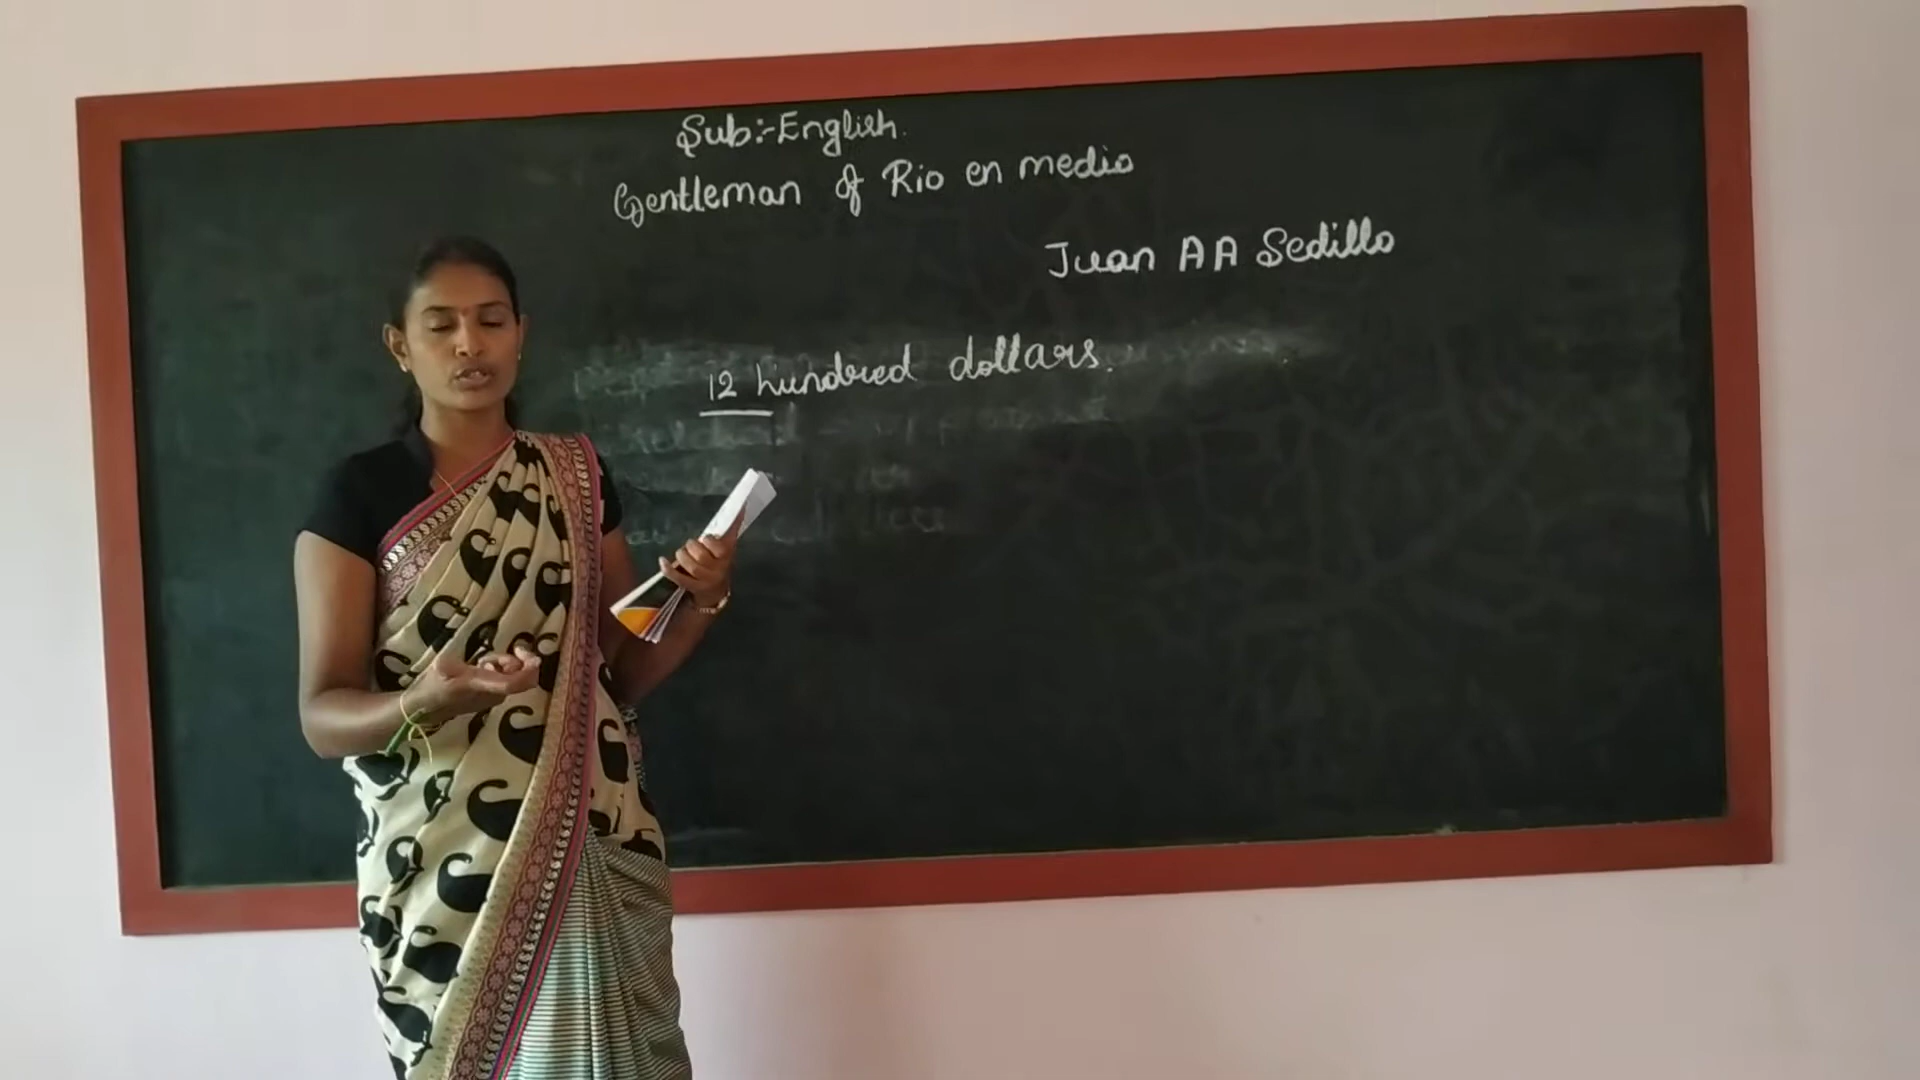 Sub:-English.
Gentleman of Rio en medio
Juan A A Sedillo
12 hundred dollars.